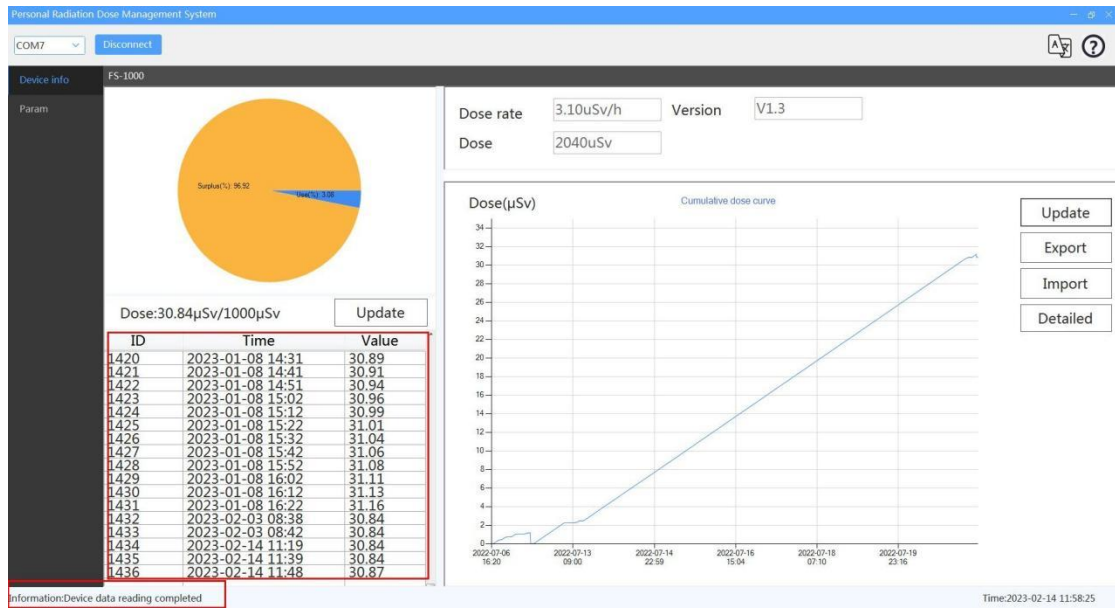 Personal Radiation Dose Management System
COM7 Disconnect
Device info FS-1000
Param
Surplus(%): 96.92
Use(%): 3.08
Dose rate 3.10uSv/h Version V1.3
Dose 2040uSv
Dose:30.84μSv/1000μSv Update
ID Time Value
1420 2023-01-08 14:31 30.89
1421 2023-01-08 14:41 30.91
1422 2023-01-08 14:51 30.94
1423 2023-01-08 15:02 30.96
1424 2023-01-08 15:12 30.99
1425 2023-01-08 15:22 31.01
1426 2023-01-08 15:32 31.04
1427 2023-01-08 15:42 31.06
1428 2023-01-08 15:52 31.08
1429 2023-01-08 16:02 31.11
1430 2023-01-08 16:12 31.13
1431 2023-01-08 16:22 31.16
1432 2023-02-03 08:38 30.84
1433 2023-02-03 08:42 30.84
1434 2023-02-14 11:19 30.84
1435 2023-02-14 11:39 30.84
1436 2023-02-14 11:48 30.87
Dose(μSv) Cumulative dose curve
34
32
30
28
26
24
22
20
18
16
14
12
10
8
6
4
2
0
2022-07-06 2022-07-13 2022-07-14 2022-07-16 2022-07-18 2022-07-19
16:20 09:00 22:59 15:04 07:10 23:16
Update
Export
Import
Detailed
Information:Device data reading completed Time:2023-02-14 11:58:25